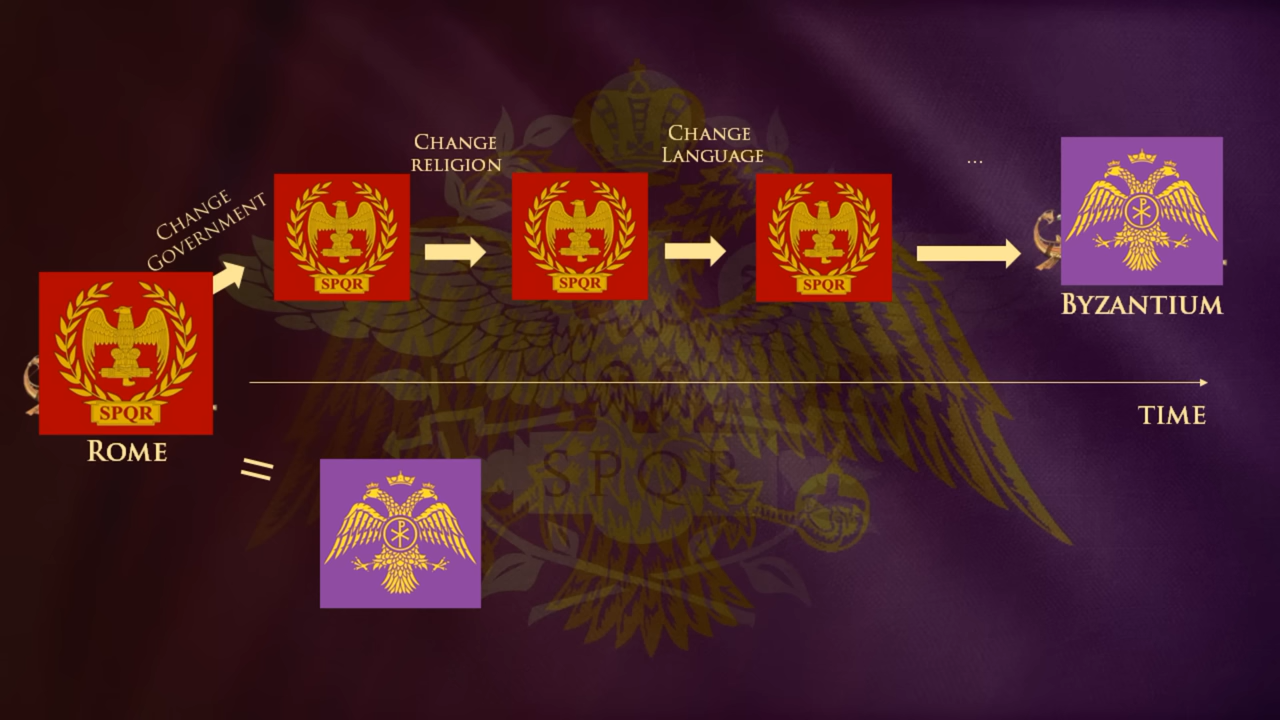 CHANGE
RELIGION
CHANGE
LANGUAGE
...
CHANGE
GOVERNMENT
SPQR
SPQR
SPQR
BYZANTIUM
SPQR
ROME
TIME
=
SPQR